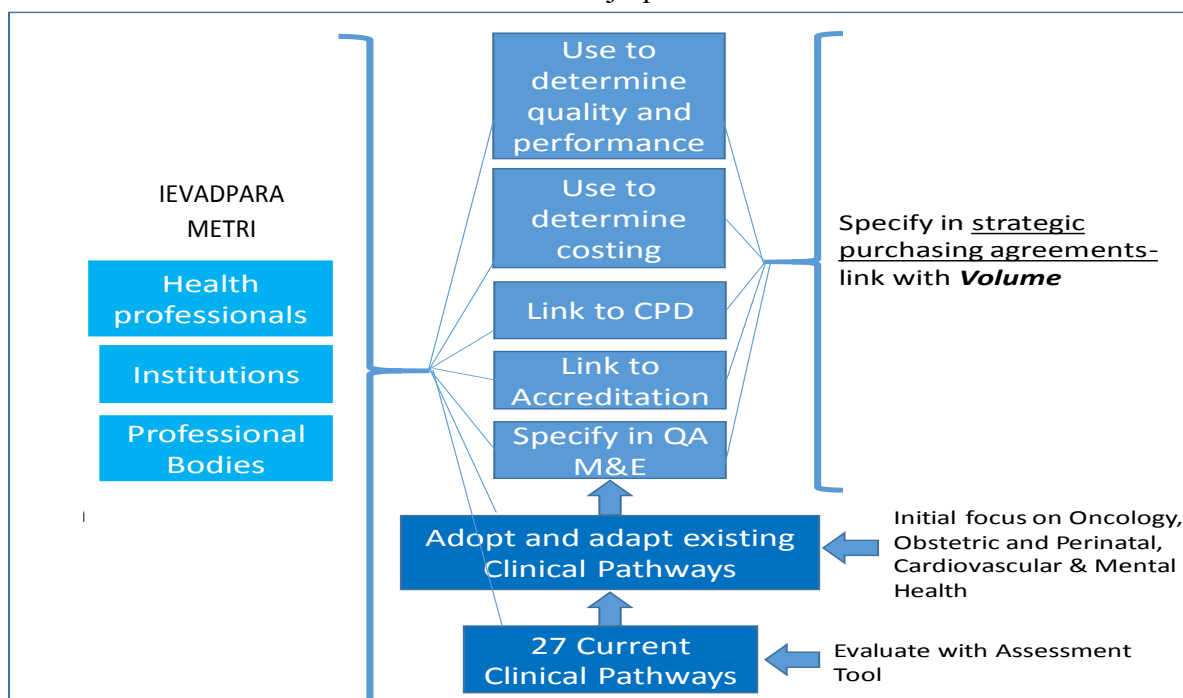 IEVADPARA
METRI
Health
professionals
Institutions
Professional
Bodies
Use to
determine
quality and
performance
Use to
determine
costing
Link to CPD
Link to
Accreditation
Specify in QA
M&E
Adopt and adapt existing
Clinical Pathways
27 Current
Clinical Pathways
Specify in strategic
purchasing agreements-
link with Volume
Initial focus on Oncology,
Obstetric and Perinatal,
Cardiovascular & Mental
Health
Evaluate with Assessment
Tool